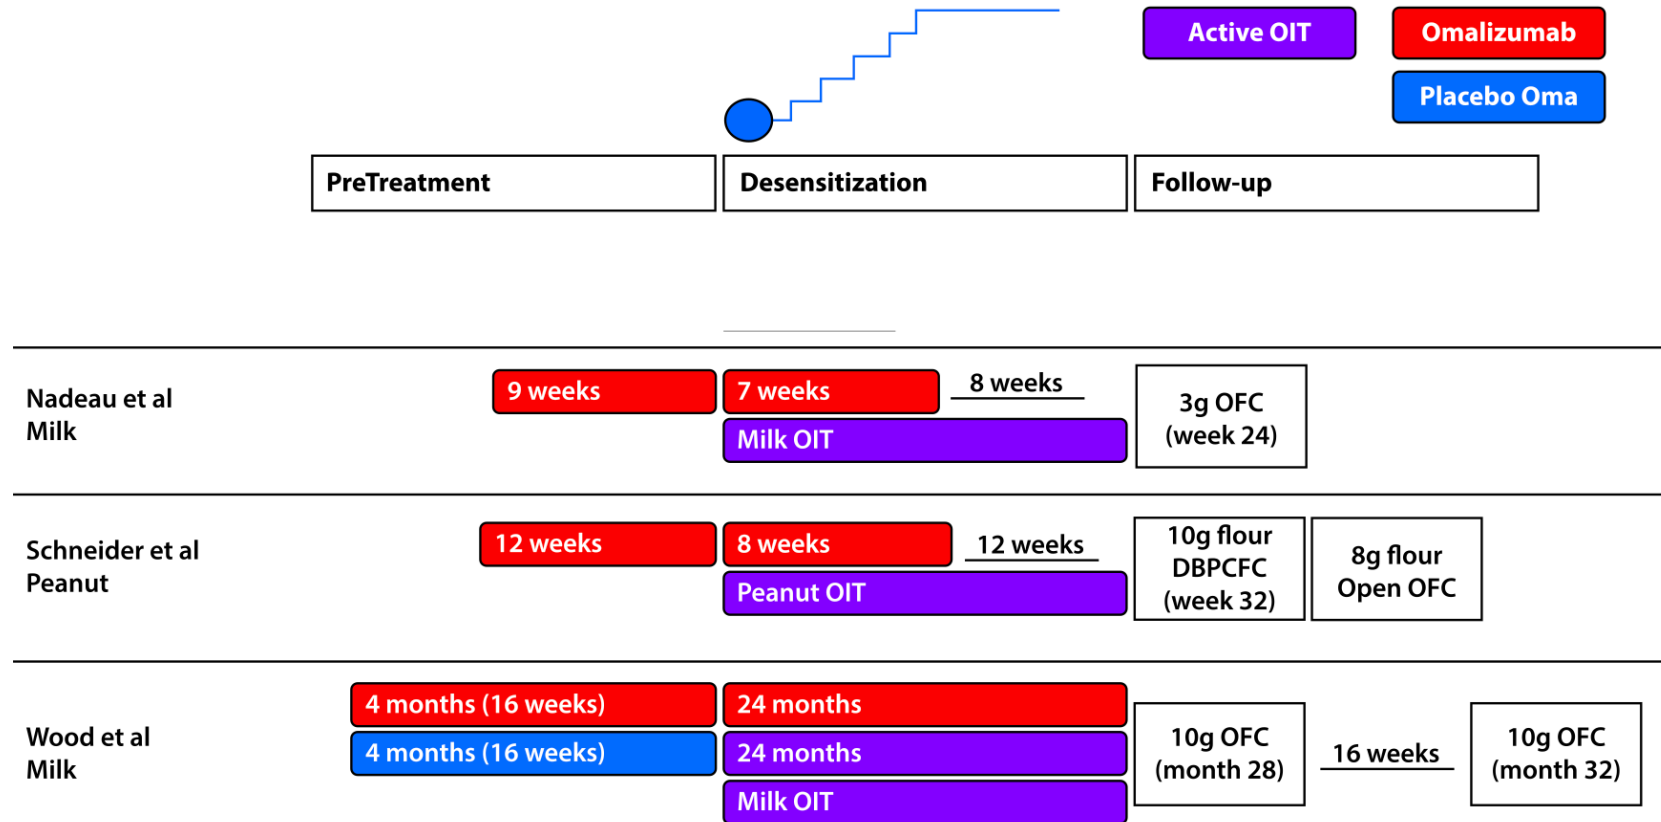 Active OIT
Omalizumab
Placebo Oma
PreTreatment
Desensitization
Follow-up
Nadeau et al
Milk
9 weeks
7 weeks
8 weeks
Milk OIT
3g OFC
(week 24)
Schneider et al
Peanut
12 weeks
8 weeks
12 weeks
Peanut OIT
10g flour
DBPCFC
(week 32)
8g flour
Open OFC
Wood et al
Milk
4 months (16 weeks)
24 months
4 months (16 weeks)
24 months
Milk OIT
10g OFC
(month 28)
16 weeks
10g OFC
(month 32)